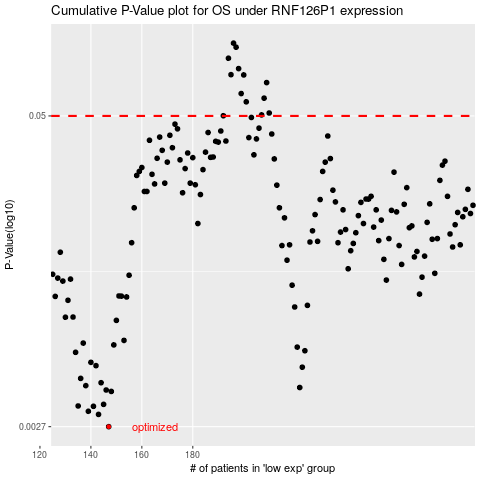 Cumulative P-Value plot for OS under RNF126P1 expression
P-Value(log10)
0.05
0.0027
optimized
120 140 160 180
# of patients in 'low exp' group